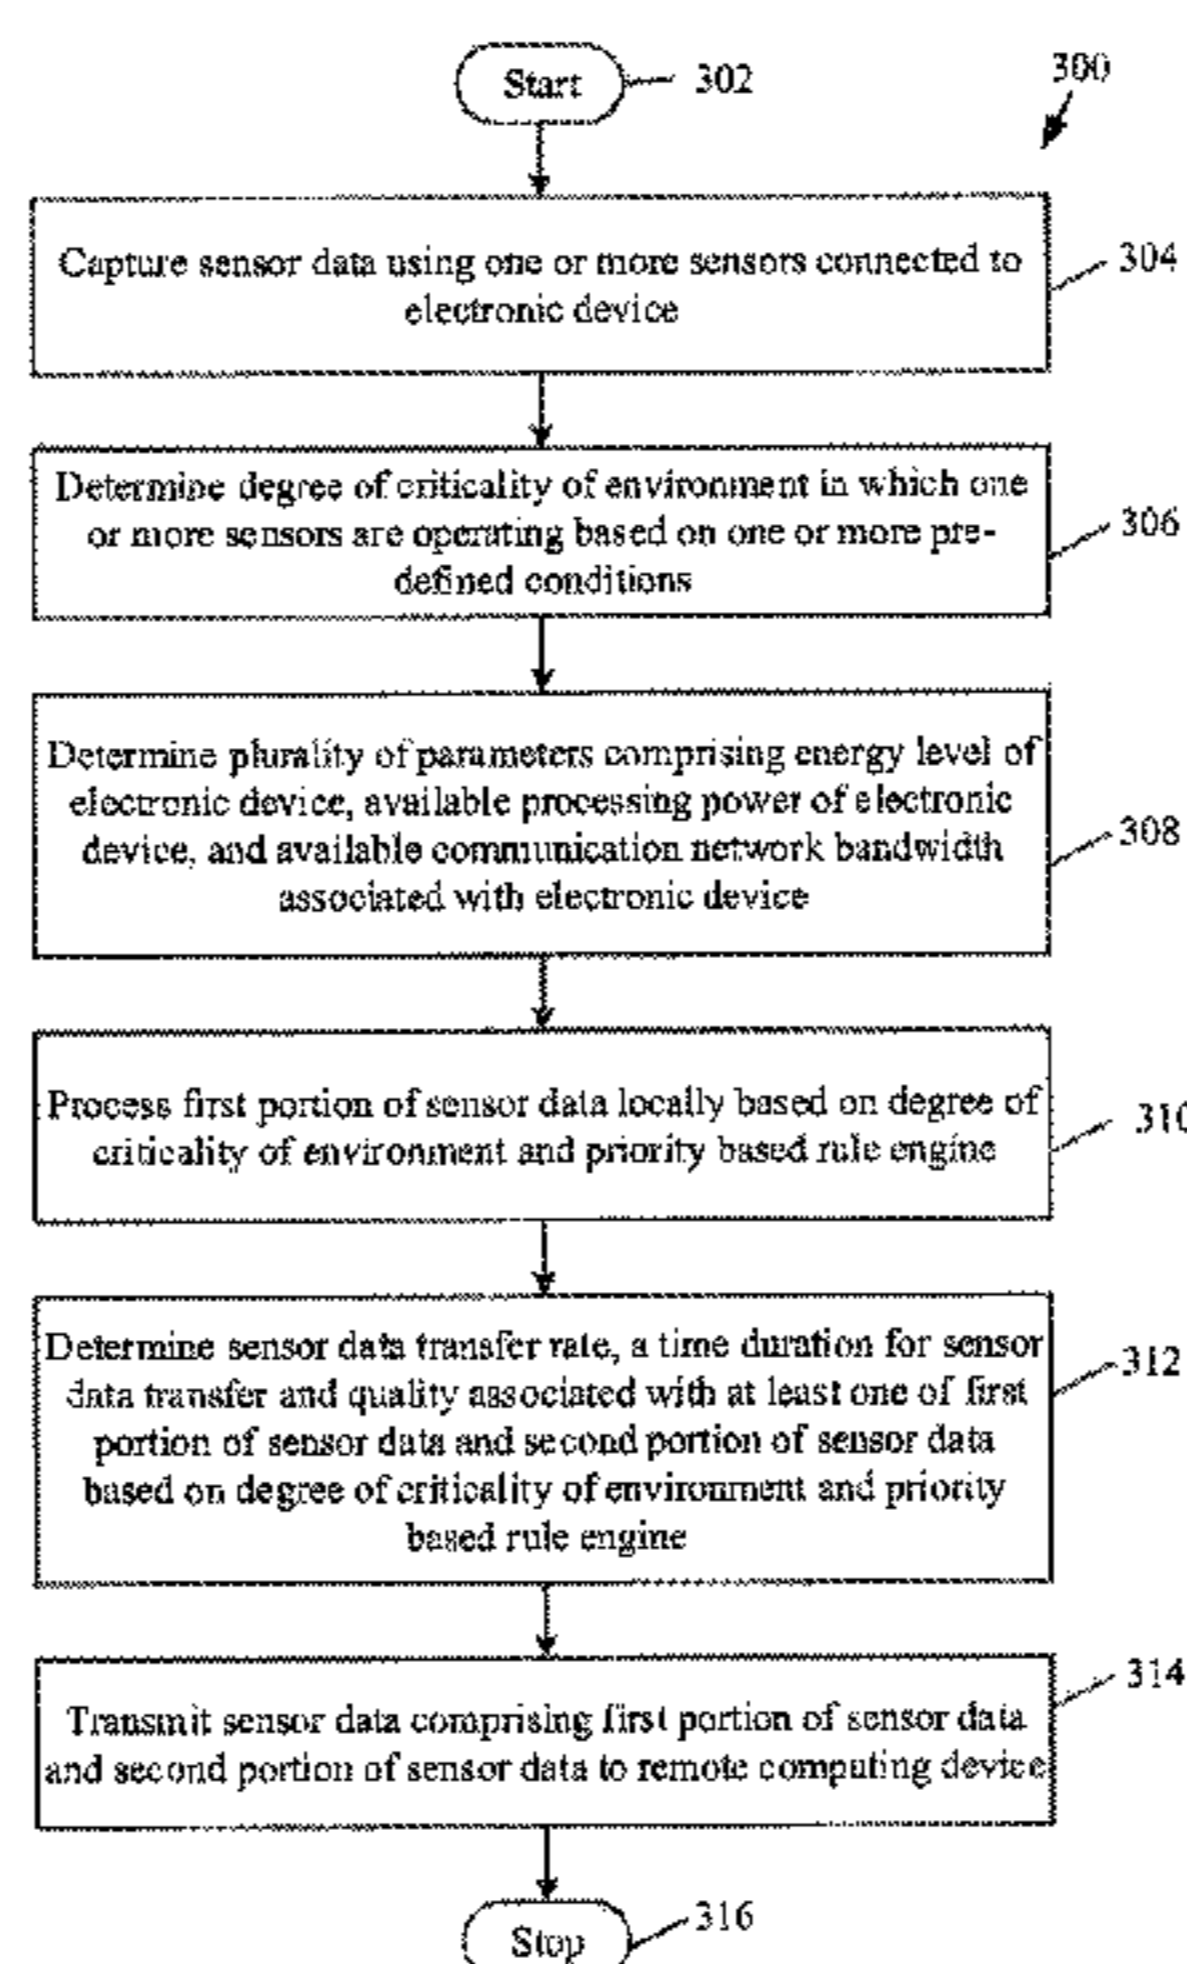 Start
302
300
Capture sensor data using one or more sensors connected to
electronic device
304
Determine degree of criticality of environment in which one
or more sensors are operating based on one or more pre-
defined conditions
306
Determine plurality of parameters comprising energy level of
electronic device, available processing power of electronic
device, and available communication network bandwidth
associated with electronic device
308
Process first portion of sensor data locally based on degree of
criticality of environment and priority based rule engine
310
Determine sensor data transfer rate, a time duration for sensor
data transfer and quality associated with at least one of first
portion of sensor data and second portion of sensor data
based on degree of criticality of environment and priority
based rule engine
312
Transmit sensor data comprising first portion of sensor data
and second portion of sensor data to remote computing device
314
Stop
316